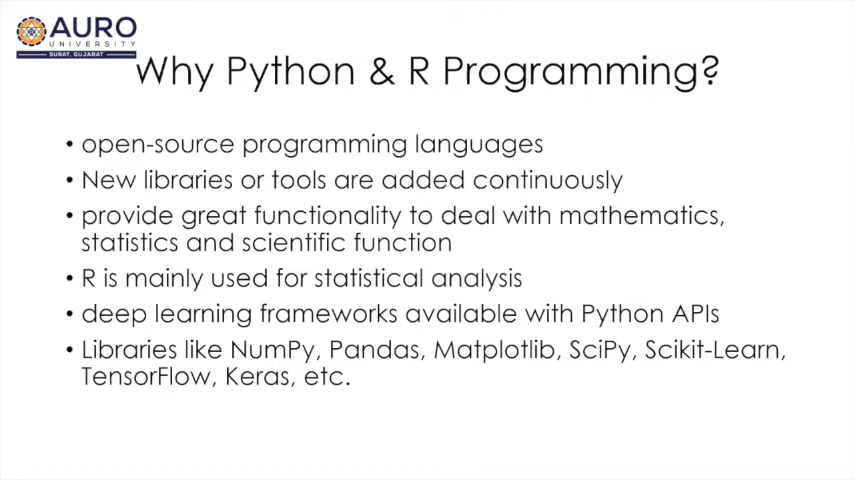 AURO
UNIVERSITY
SURAT, GUJARAT
Why Python & R Programming?
• open-source programming languages
• New libraries or tools are added continuously
• provide great functionality to deal with mathematics,
statistics and scientific function
• R is mainly used for statistical analysis
• deep learning frameworks available with Python APIs
• Libraries like NumPy, Pandas, Matplotlib, SciPy, Scikit-Learn,
TensorFlow, Keras, etc.